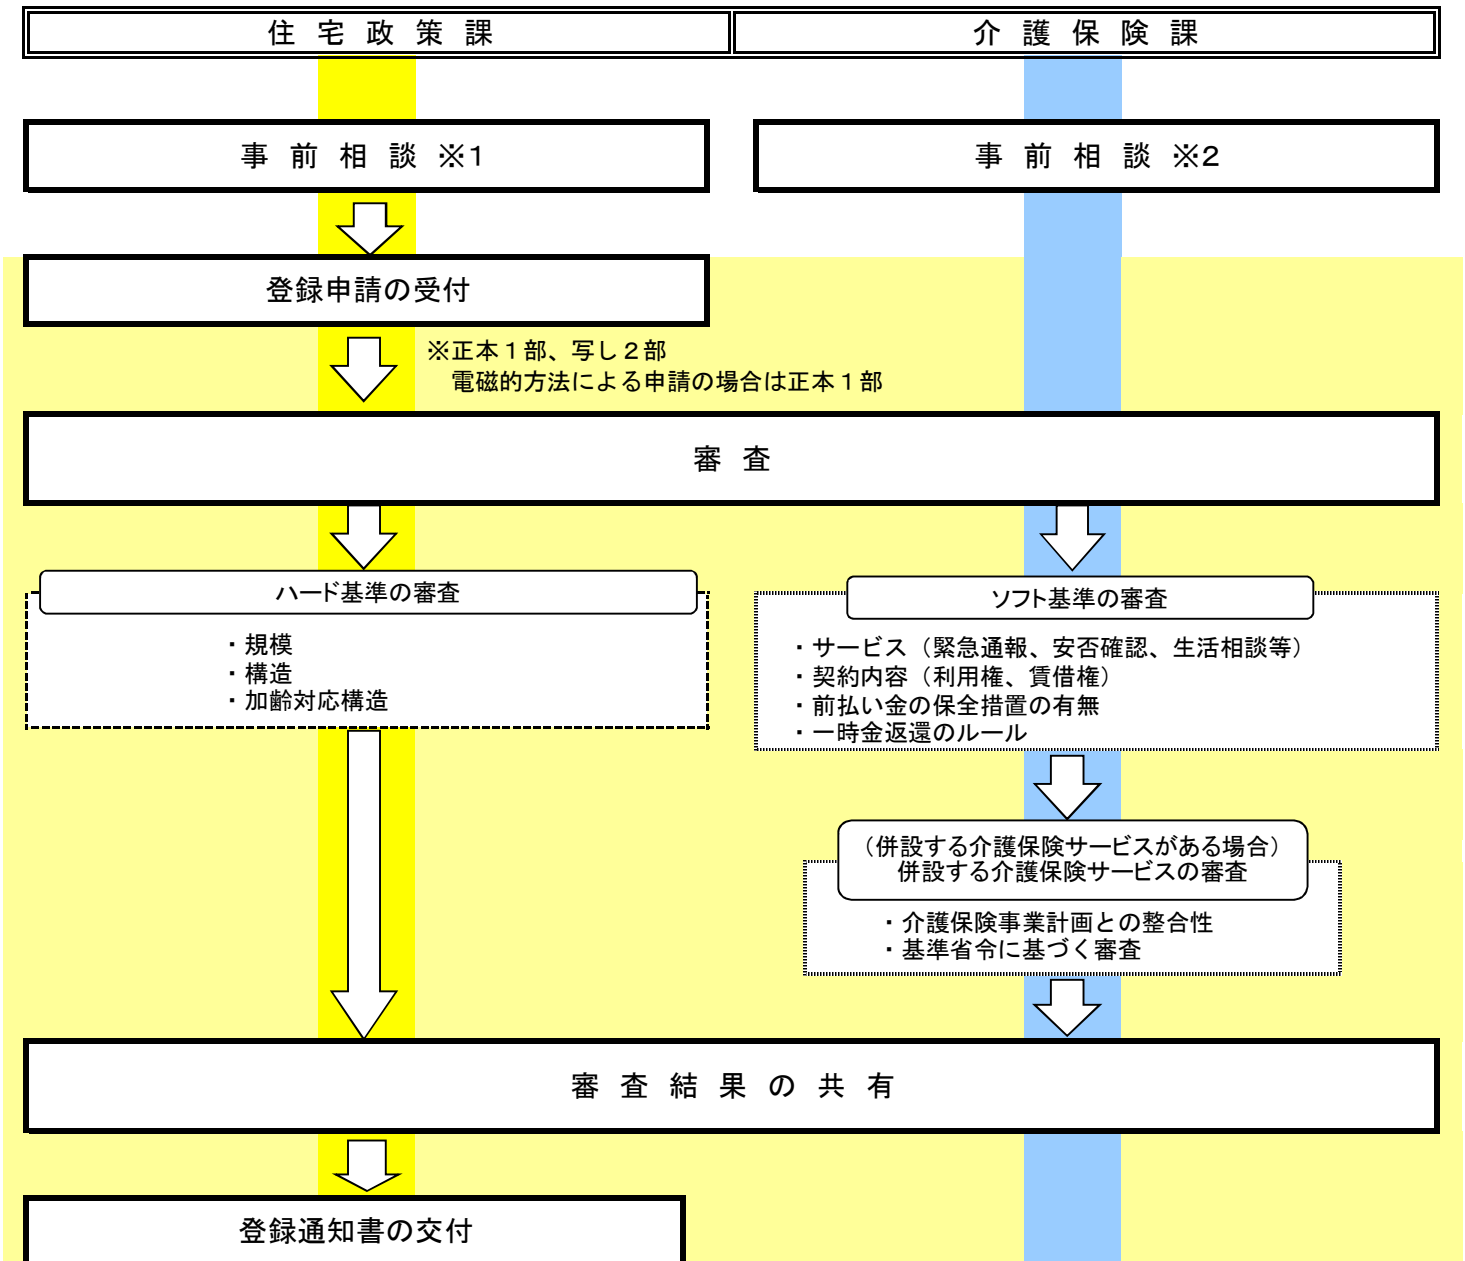 住宅政策課
介護保険課
事前相談※1
事前相談※2
登録申請の受付
※正本１部、写し２部
電磁的方法による申請の場合は正本１部
審査
ハード基準の審査
・規模
・構造
・加齢対応構造
ソフト基準の審査
・サービス（緊急通報、安否確認、生活相談等）
・契約内容（利用権、賃借権）
・前払い金の保全措置の有無
・一時金返還のルール
（併設する介護保険サービスがある場合）
併設する介護保険サービスの審査
・介護保険事業計画との整合性
・基準省令に基づく審査
審査結果の共有
登録通知書の交付